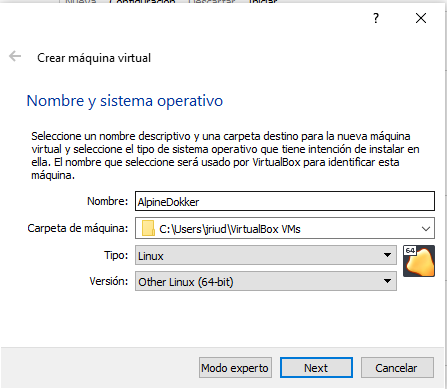 Nueva Configuración Descartar Iniciar
?
Crear máquina virtual
Nombre y sistema operativo
Seleccione un nombre descriptivo y una carpeta destino para la nueva máquina
virtual y seleccione el tipo de sistema operativo que tiene intención de instalar en
ella. El nombre que seleccione será usado por VirtualBox para identificar esta
máquina.
Nombre: AlpineDokker
Carpeta de máquina: C:\Users\jriud\VirtualBox VMs
Tipo: Linux 64
Versión: Other Linux (64-bit)
Modo experto Next Cancelar